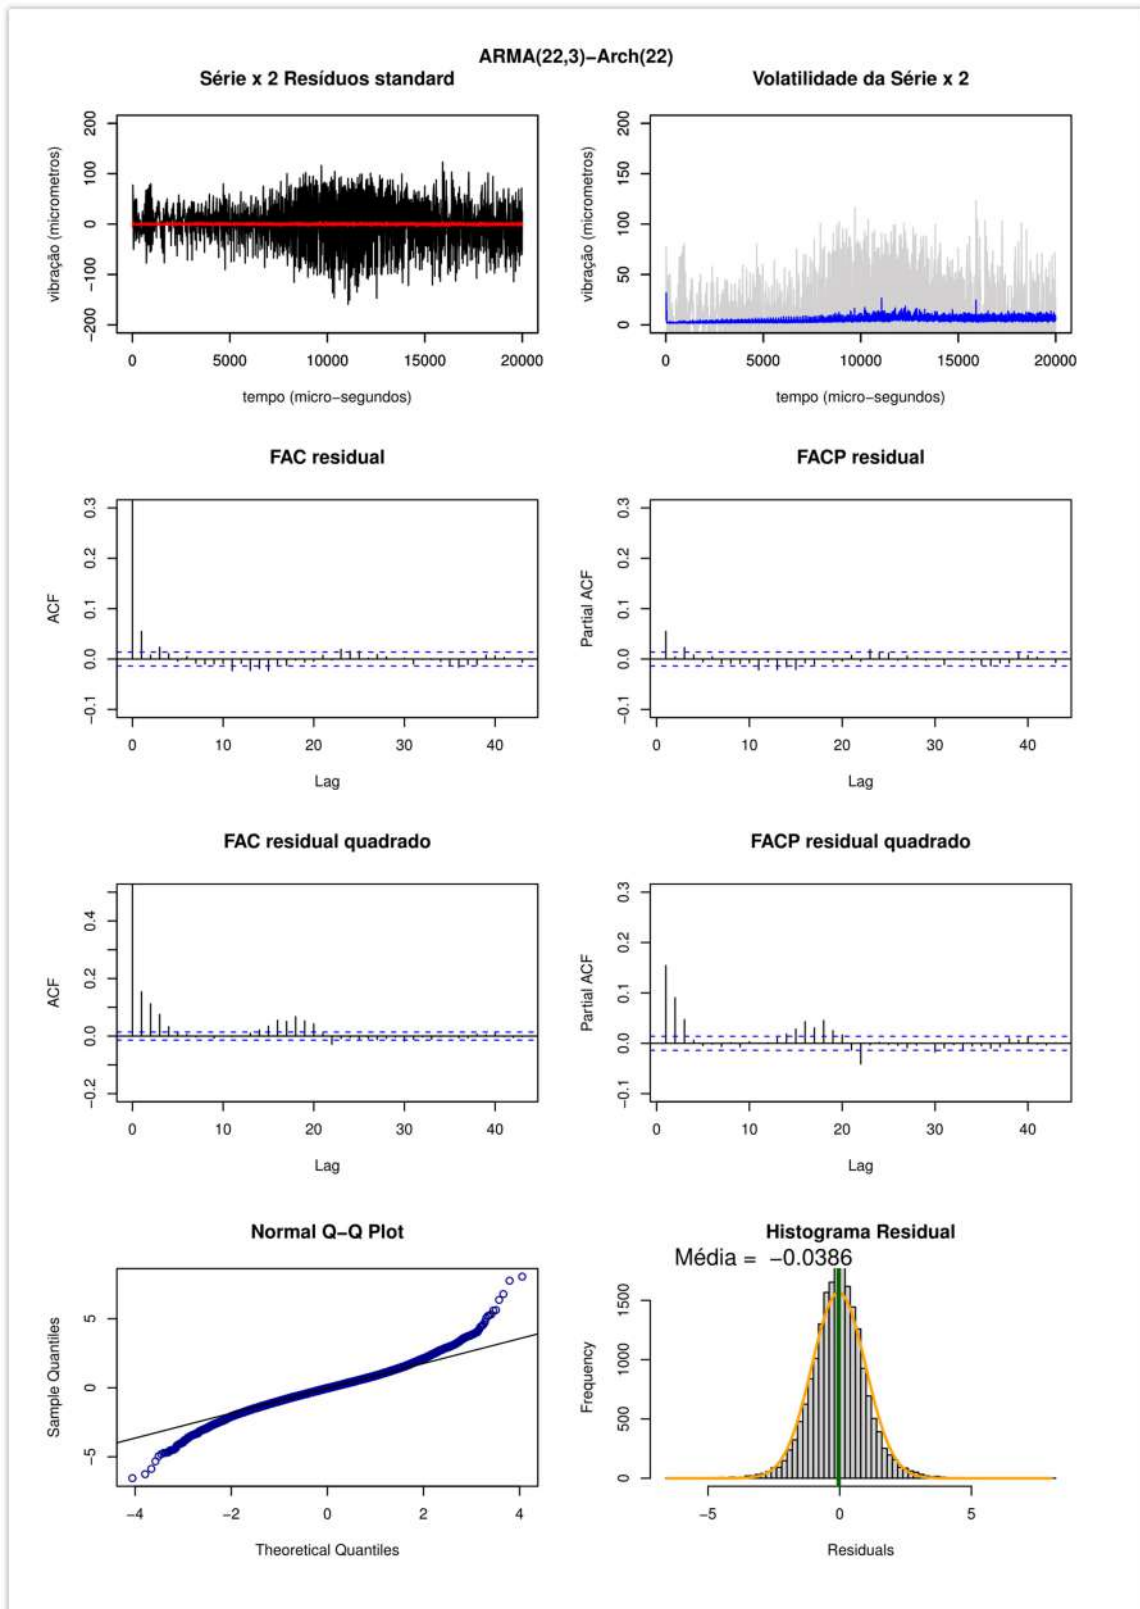 ARMA(22,3)−Arch(22)
Série x 2 Resíduos standard
Volatilidade da Série x 2
vibração (micrometros)
200
100
0
−100
−200
0 5000 10000 15000 20000
tempo (micro−segundos)
vibração (micrometros)
200
150
100
50
0
0 5000 10000 15000 20000
tempo (micro−segundos)
FAC residual
ACF
0.3
0.2
0.1
0.0
−0.1
0 10 20 30 40
Lag
FACP residual
Partial ACF
0.3
0.2
0.1
0.0
−0.1
0 10 20 30 40
Lag
FAC residual quadrado
ACF
0.4
0.2
0.0
−0.2
0 10 20 30 40
Lag
FACP residual quadrado
Partial ACF
0.3
0.2
0.1
0.0
−0.1
0 10 20 30 40
Lag
Normal Q−Q Plot
Sample Quantiles
5
0
−5
−4 −2 0 2 4
Theoretical Quantiles
Histograma Residual
Média = −0.0386
Frequency
1500
1000
500
0
−5 0 5
Residuals